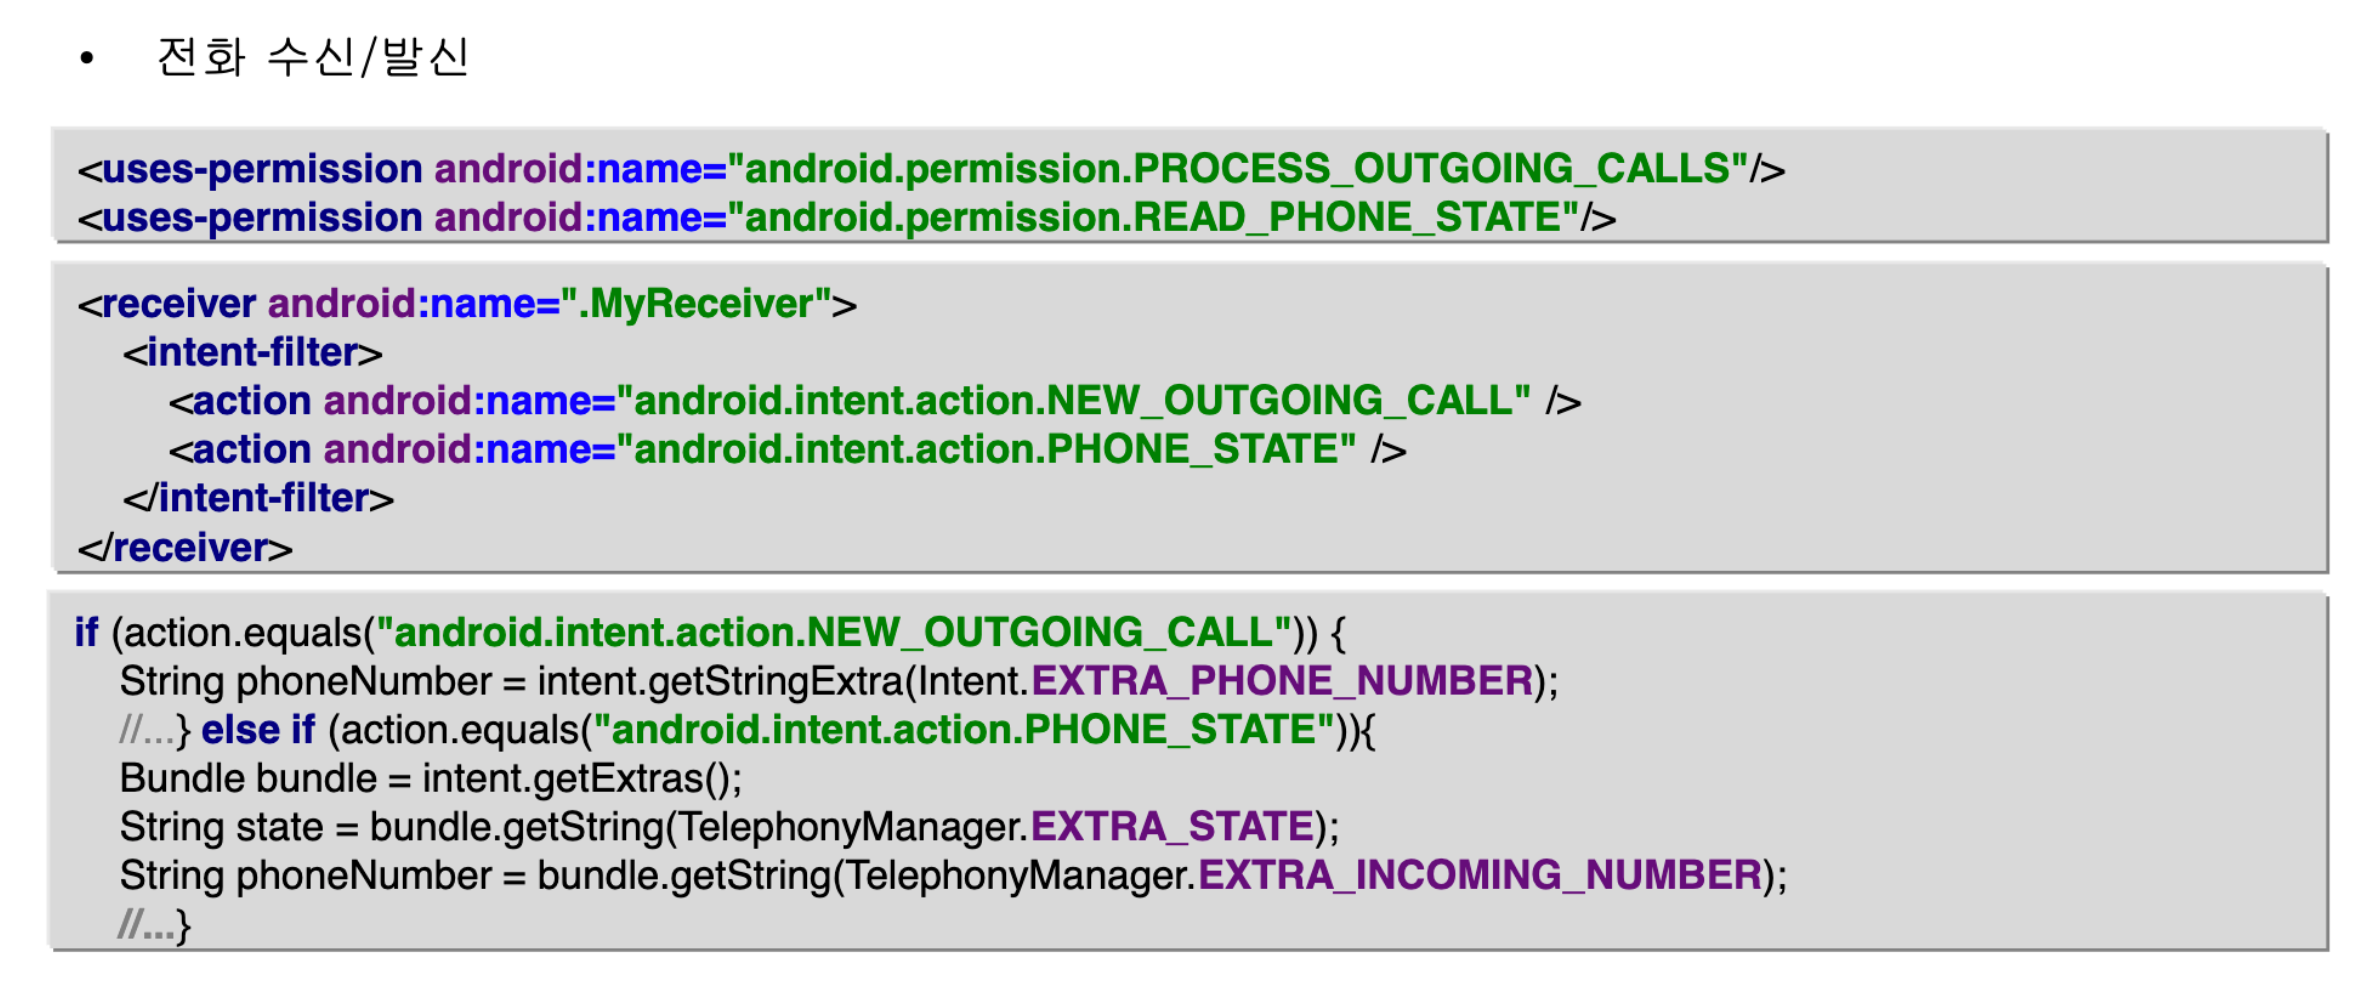 • 전화 수신/발신
<uses-permission android:name="android.permission.PROCESS_OUTGOING_CALLS"/>
<uses-permission android:name="android.permission.READ_PHONE_STATE"/>
<receiver android:name=".MyReceiver">
<intent-filter>
<action android:name="android.intent.action.NEW_OUTGOING_CALL" />
<action android:name="android.intent.action.PHONE_STATE" />
</intent-filter>
</receiver>
if (action.equals("android.intent.action.NEW_OUTGOING_CALL")) {
String phoneNumber = intent.getStringExtra(Intent.EXTRA_PHONE_NUMBER);
//...} else if (action.equals("android.intent.action.PHONE_STATE")){
Bundle bundle = intent.getExtras();
String state = bundle.getString(TelephonyManager.EXTRA_STATE);
String phoneNumber = bundle.getString(TelephonyManager.EXTRA_INCOMING_NUMBER);
//...}